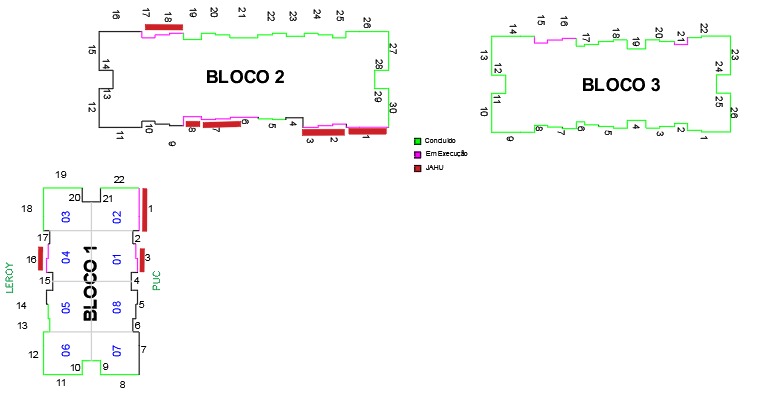 16 17 18 19 20 21 22 23 24 25 26
15
14
13
12
11 10 9 8 7 6 5 4 3 2 1
27
28
29
30
BLOCO 2
14 15 16 17 18 19 20 21 22
13
12
11
10
9 8 7 6 5 4 3 2 1
23
24
25
26
BLOCO 3
Concluído
Em Execução
JAHU
19 22
20 21
18 03 02 1
17 2
16 04 01 3
15 4
14 05 08 5
13 6
12 06 07 7
10 9
11 8
BLOCO 1
LEROY
PUC